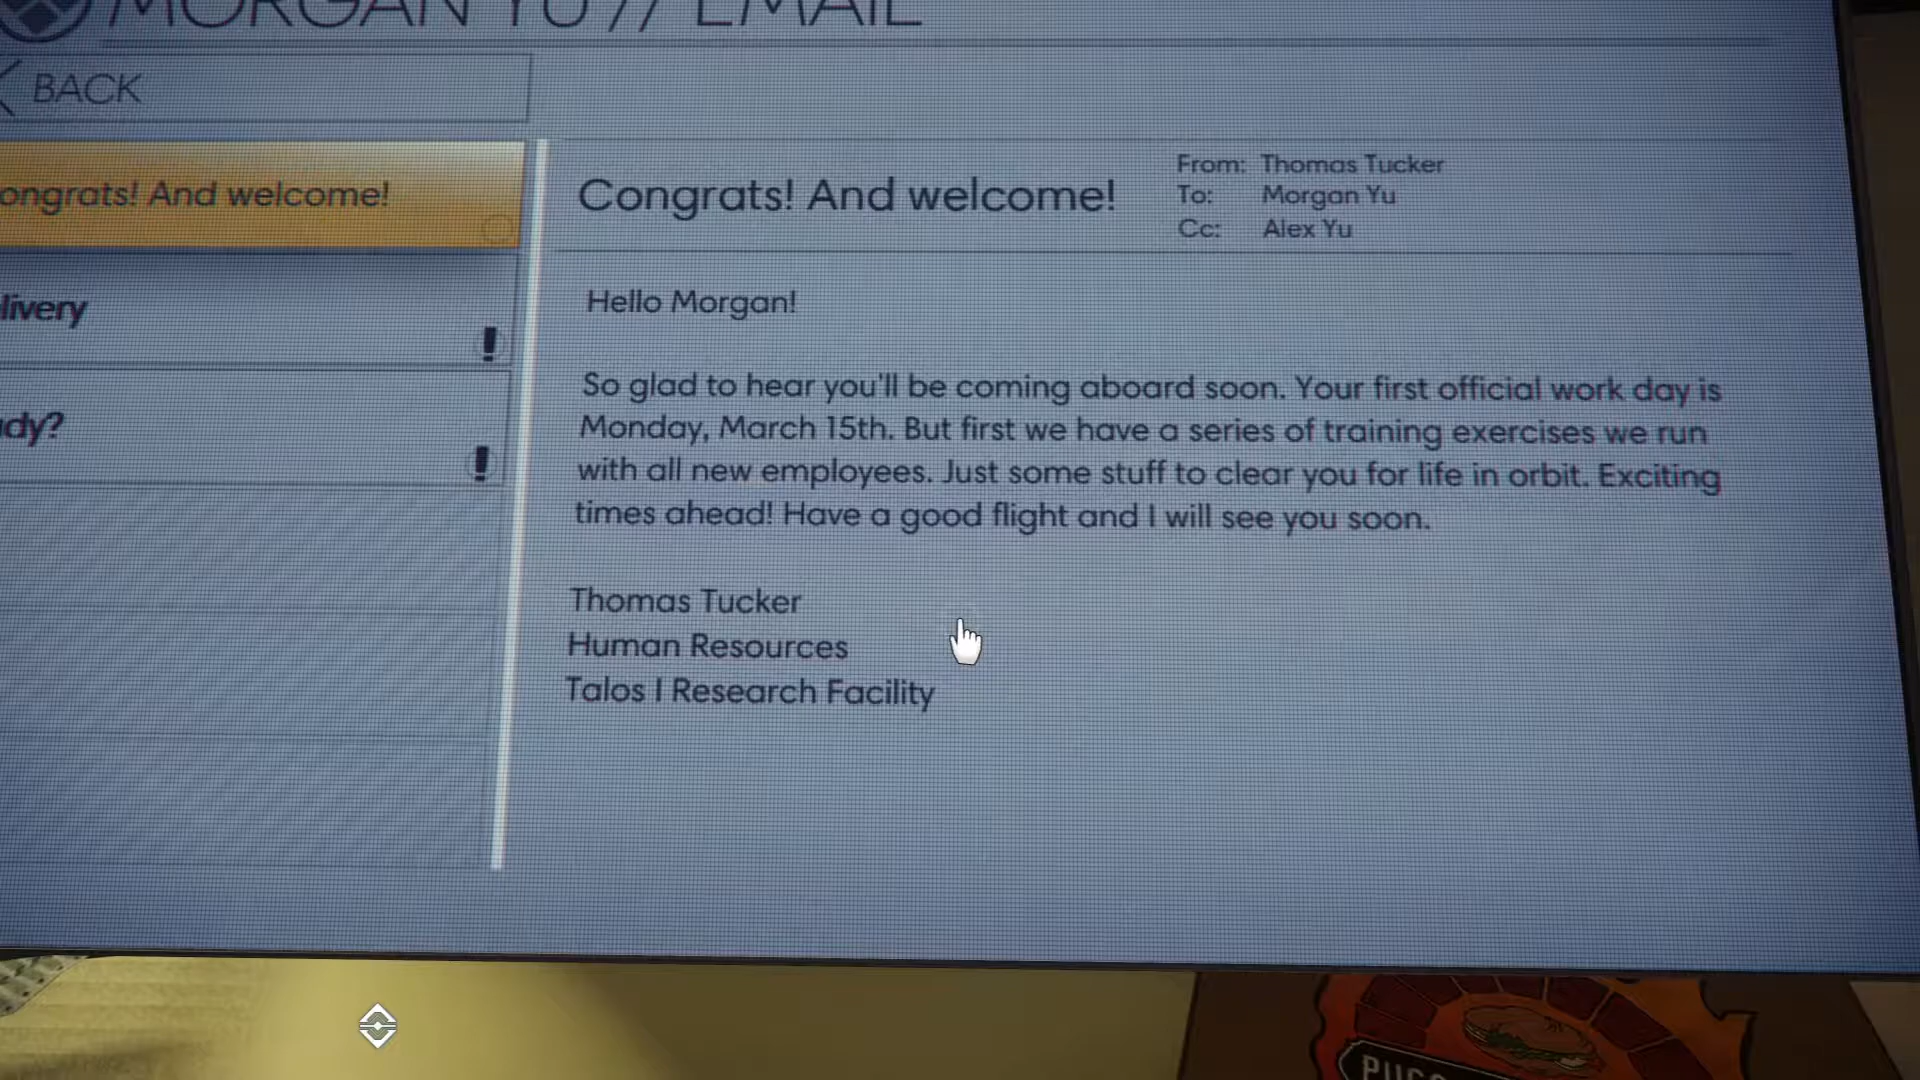 MORGAN YU // EMAIL
BACK
ongrats! And welcome!
livery
!
dy?
!
Congrats! And welcome!
From: Thomas Tucker
To: Morgan Yu
Cc: Alex Yu
Hello Morgan!
So glad to hear you'll be coming aboard soon. Your first official work day is
Monday, March 15th. But first we have a series of training exercises we run
with all new employees. Just some stuff to clear you for life in orbit. Exciting
times ahead! Have a good flight and I will see you soon.
Thomas Tucker
Human Resources
Talos I Research Facility